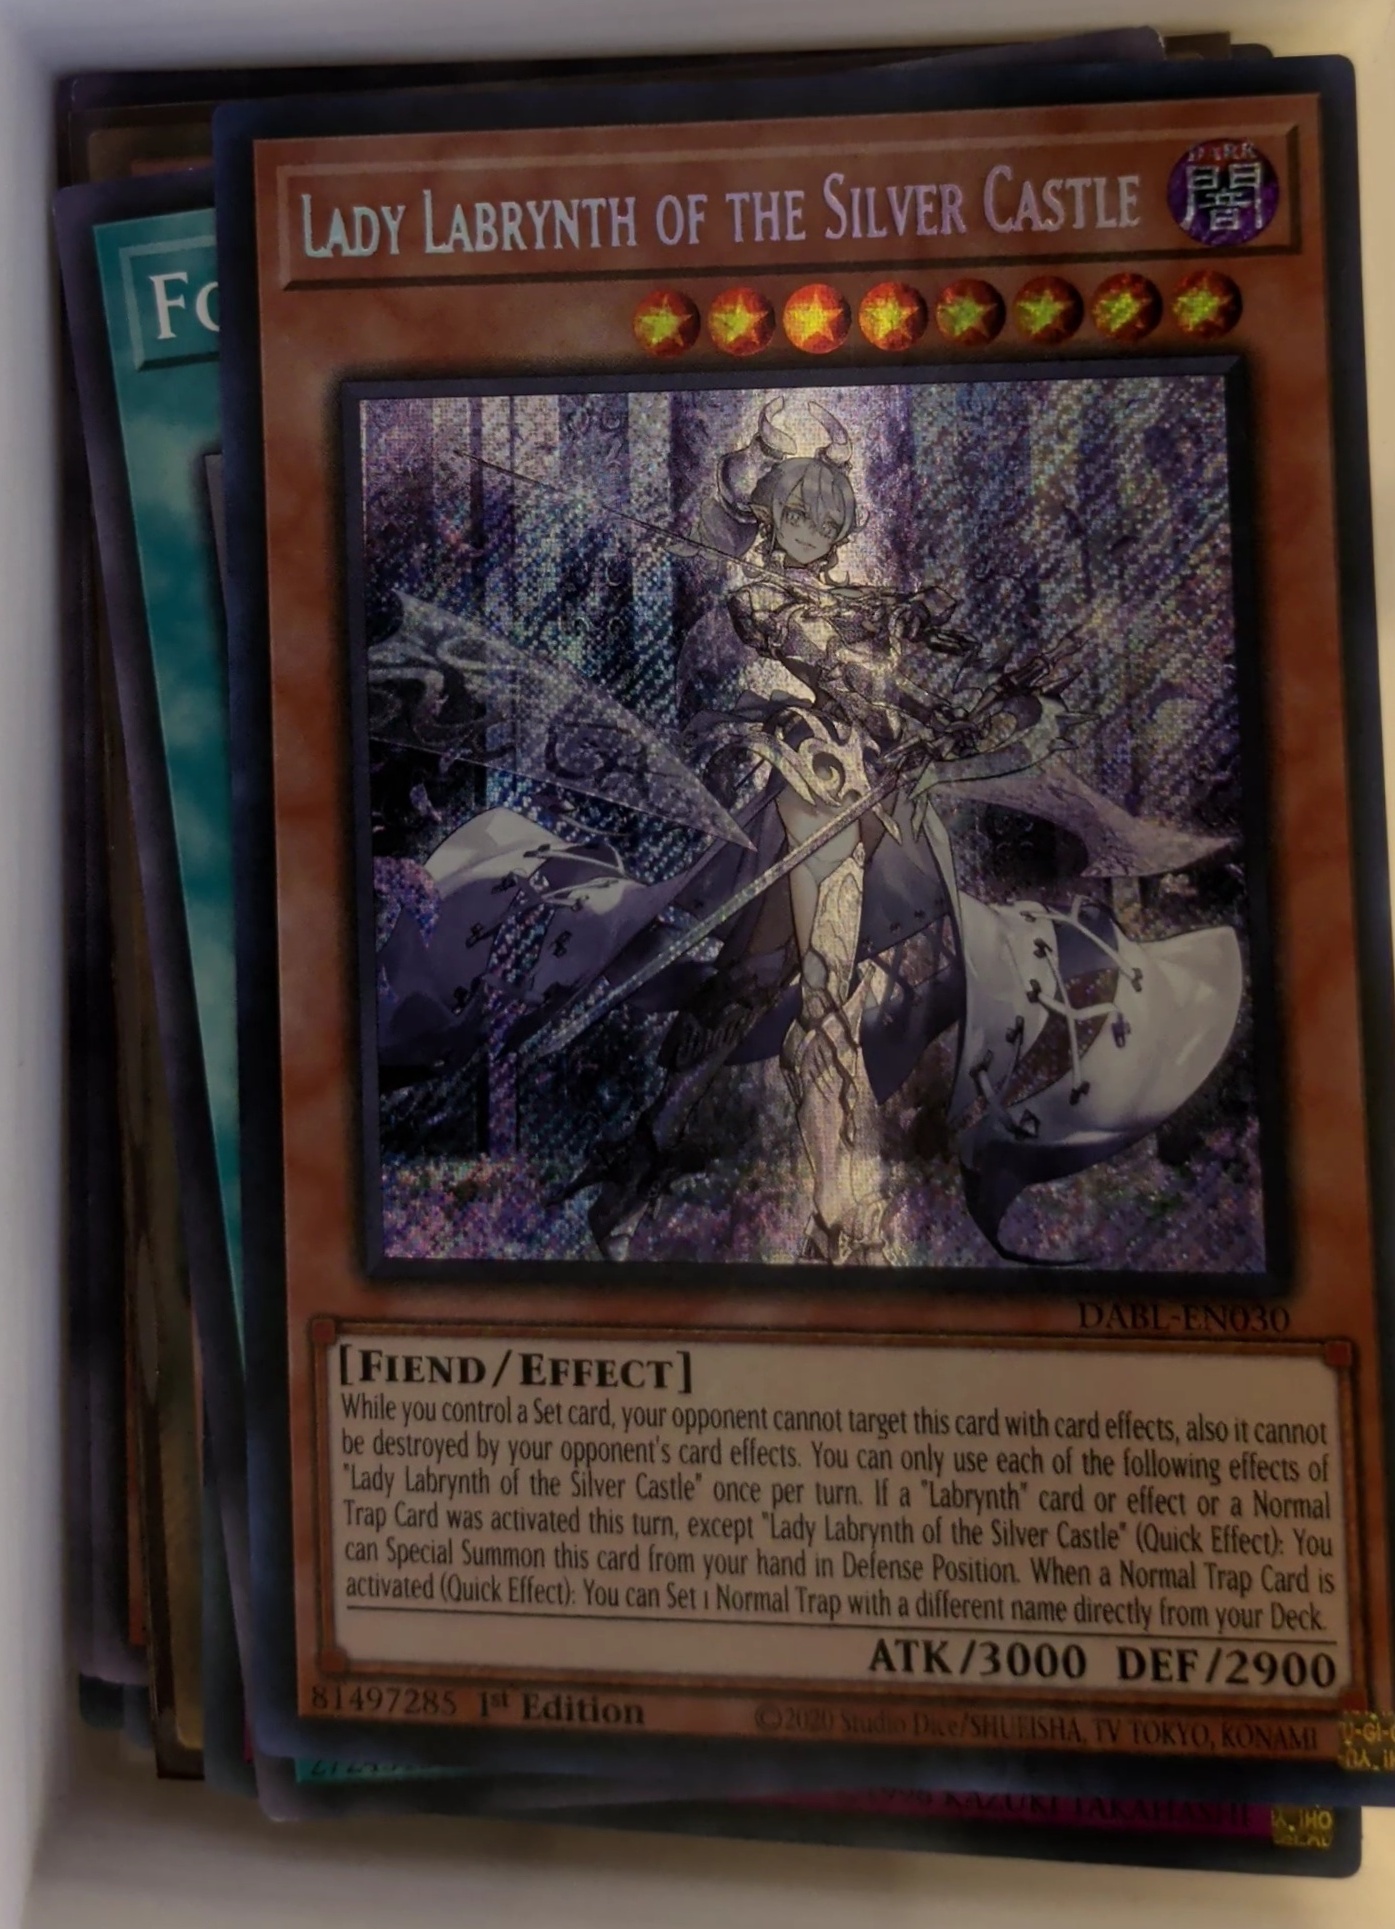 LADY LABRYNTH OF THE SILVER CASTLE
DARK
闇
FO
DABL-EN030
[FIEND/EFFECT]
While you control a Set card, your opponent cannot target this card with card effects, also it cannot
be destroyed by your opponent's card effects. You can only use each of the following effects of
"Lady Labrynth of the Silver Castle" once per turn. If a "Labrynth" card or effect or a Normal
Trap Card was activated this turn, except "Lady Labrynth of the Silver Castle" (Quick Effect): You
can Special Summon this card from your hand in Defense Position. When a Normal Trap Card is
activated (Quick Effect): You can Set 1 Normal Trap with a different name directly from your Deck.
ATK/3000 DEF/2900
81497285 1st Edition
©2020 Studio Dice/SHUEISHA, TV TOKYO, KONAMI
1996 KAZUKI TAKAHASHI